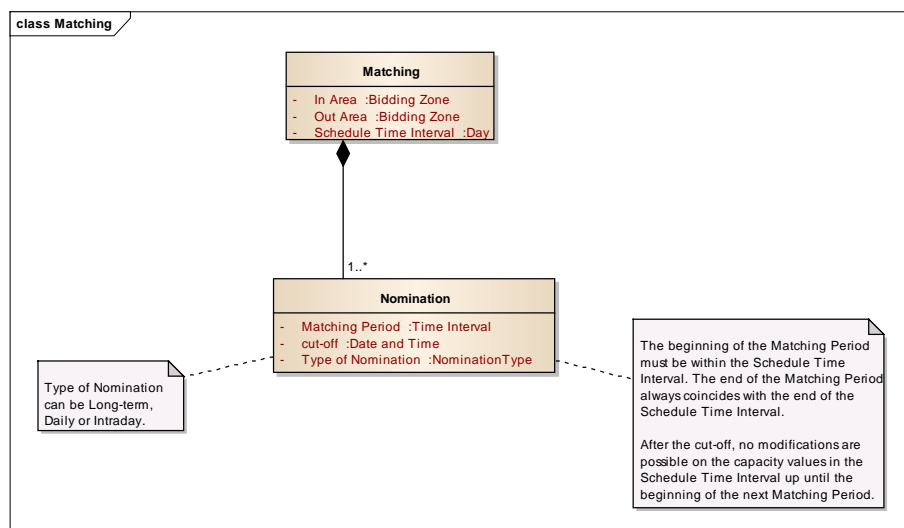 class Matching
Matching
- In Area :Bidding Zone
- Out Area :Bidding Zone
- Schedule Time Interval :Day
1..*
Nomination
- Matching Period :Time Interval
- cut-off :Date and Time
- Type of Nomination :NominationType
Type of Nomination
can be Long-term,
Daily or Intraday.
The beginning of the Matching Period
must be within the Schedule Time
Interval. The end of the Matching Period
always coincides with the end of the
Schedule Time Interval.
After the cut-off, no modifications are
possible on the capacity values in the
Schedule Time Interval up until the
beginning of the next Matching Period.